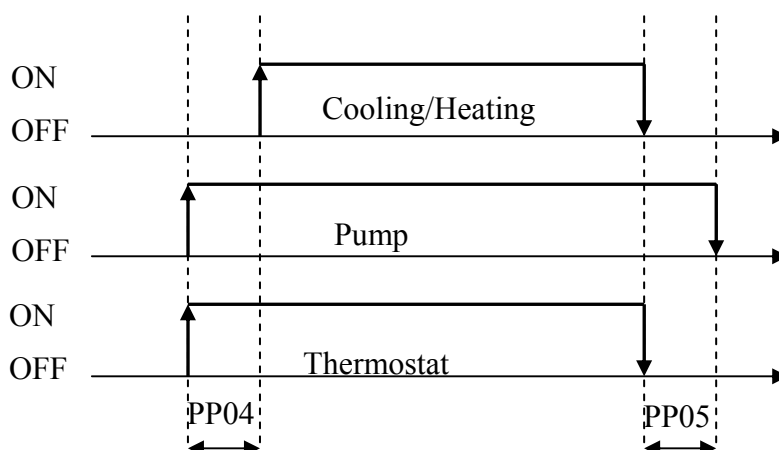 ON
Cooling/Heating
OFF
ON
Pump
OFF
ON
Thermostat
OFF
PP04
PP05